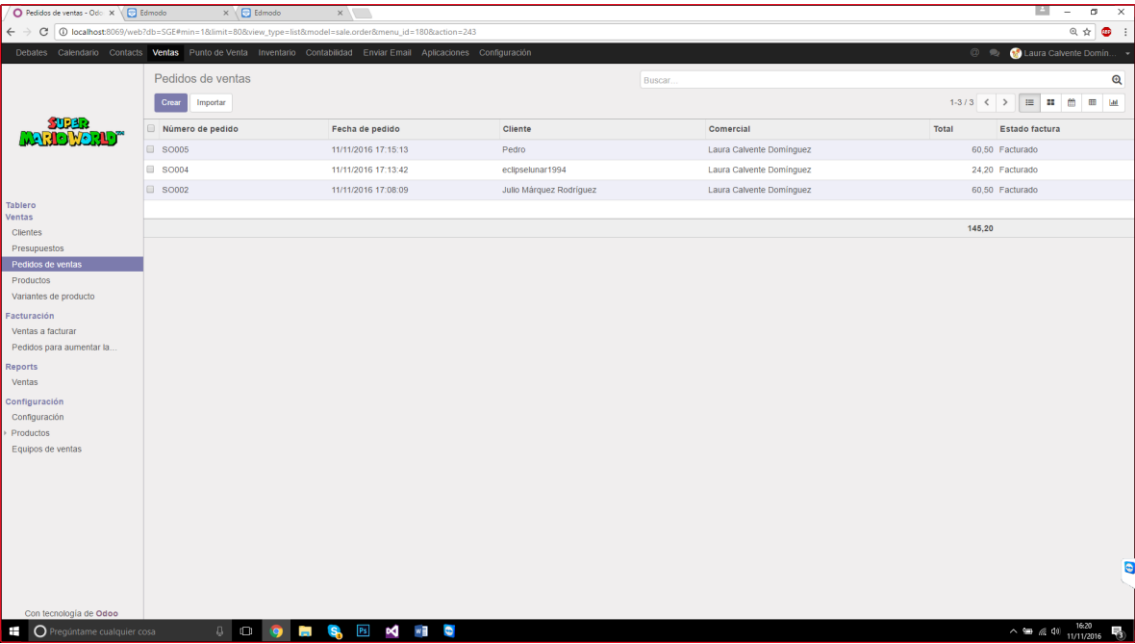 Pedidos de ventas - Odo
Edmodo
Edmodo
localhost:8069/web?db=SGE#min=1&limit=80&view_type=list&model=sale.order&menu_id=180&action=243
Debates Calendario Contacts Ventas Punto de Venta Inventario Contabilidad Enviar Email Aplicaciones Configuración Laura Calvente Domín...
SUPER
MARIO WORLD™
Pedidos de ventas
Buscar...
Crear Importar
1-3 / 3
Número de pedido Fecha de pedido Cliente Comercial Total Estado factura
SO005 11/11/2016 17:15:13 Pedro Laura Calvente Domínguez 60,50 Facturado
SO004 11/11/2016 17:13:42 eclipselunar1994 Laura Calvente Domínguez 24,20 Facturado
SO002 11/11/2016 17:08:09 Julio Márquez Rodríguez Laura Calvente Domínguez 60,50 Facturado
145,20
Tablero
Ventas
Clientes
Presupuestos
Pedidos de ventas
Productos
Variantes de producto
Facturación
Ventas a facturar
Pedidos para aumentar la...
Reports
Ventas
Configuración
Configuración
Productos
Equipos de ventas
Con tecnología de Odoo
Pregúntame cualquier cosa
Ps
16:20
11/11/2016